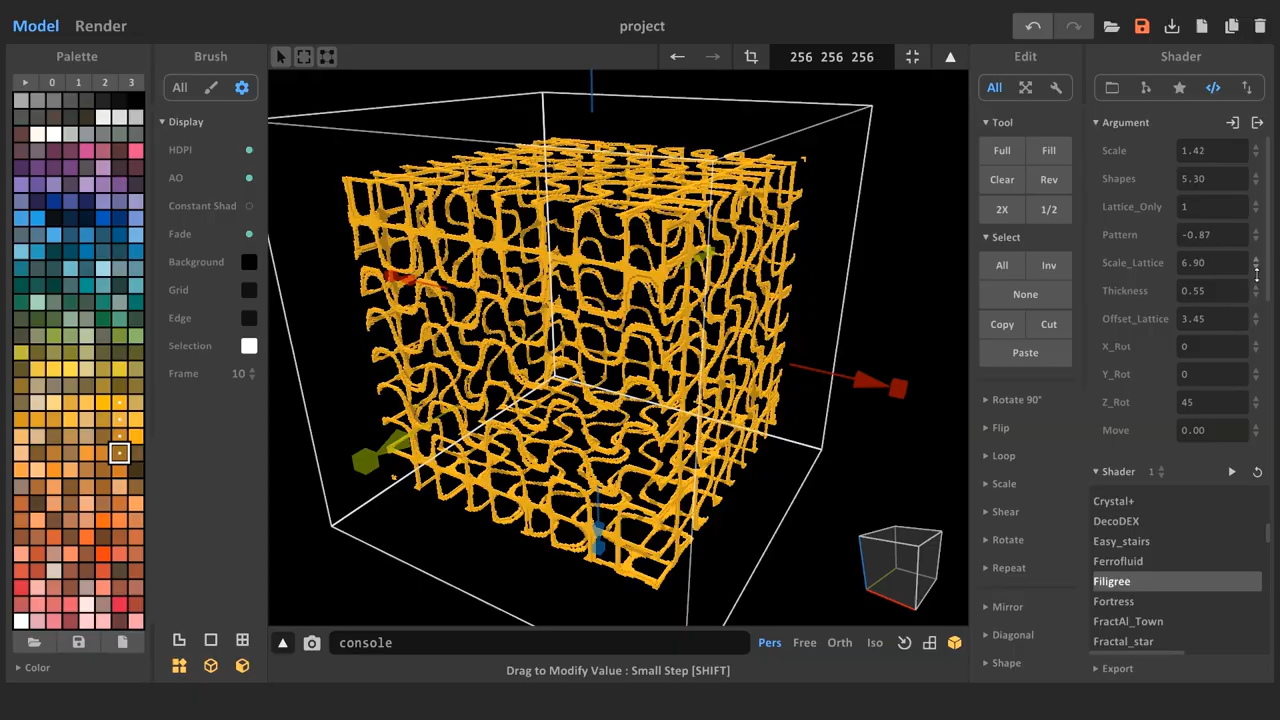 Model Render project
Palette Brush 256 256 256 Edit Shader
0 1 2 3 All All
Display Tool Argument
HDPI Full Fill Scale 1.42
AO Clear Rev Shapes 5.30
Constant Shad 2X 1/2 Lattice_Only 1
Fade Select Pattern -0.87
Background All Inv Scale_Lattice 6.90
Grid None Thickness 0.55
Edge Copy Cut Offset_Lattice 3.45
Selection Paste X_Rot 0
Frame 10 Y_Rot 0
Rotate 90° Z_Rot 45
Flip Move 0.00
Loop Shader 1
Scale Crystal+
Shear DecoDEX
Rotate Easy_stairs
Repeat Ferrofluid
Mirror Filigree
Diagonal Fortress
Shape FractAl_Town
Fractal_star
console Pers Free Orth Iso
Color Drag to Modify Value : Small Step [SHIFT] Export